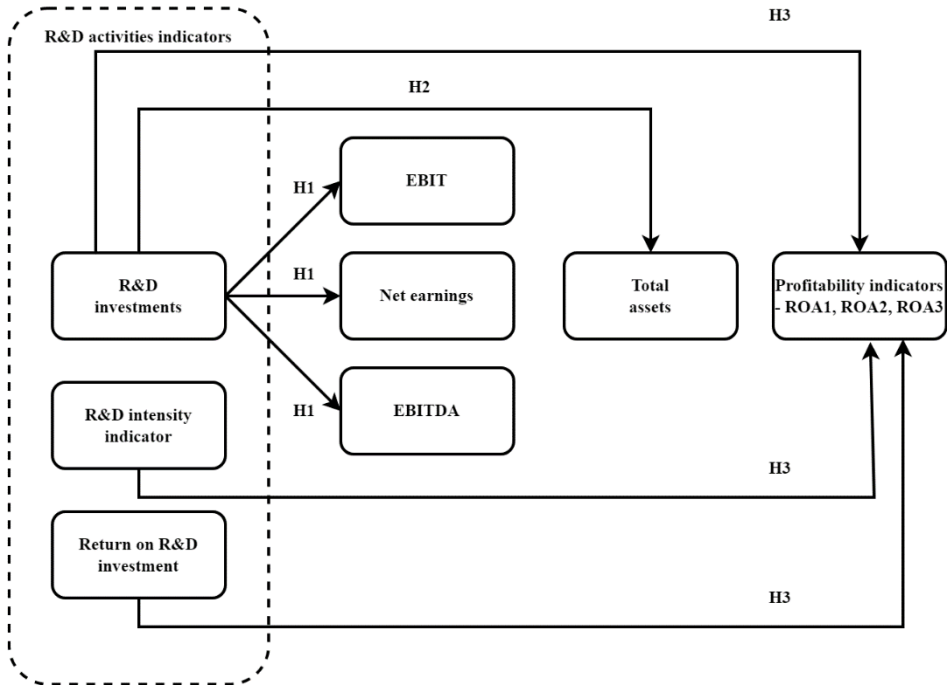 H3
R&D activities indicators
H2
EBIT
H1
R&D
investments
H1
Net earnings
Total
assets
Profitability indicators
- ROA1, ROA2, ROA3
H1
EBITDA
R&D intensity
indicator
H3
Return on R&D
investment
H3